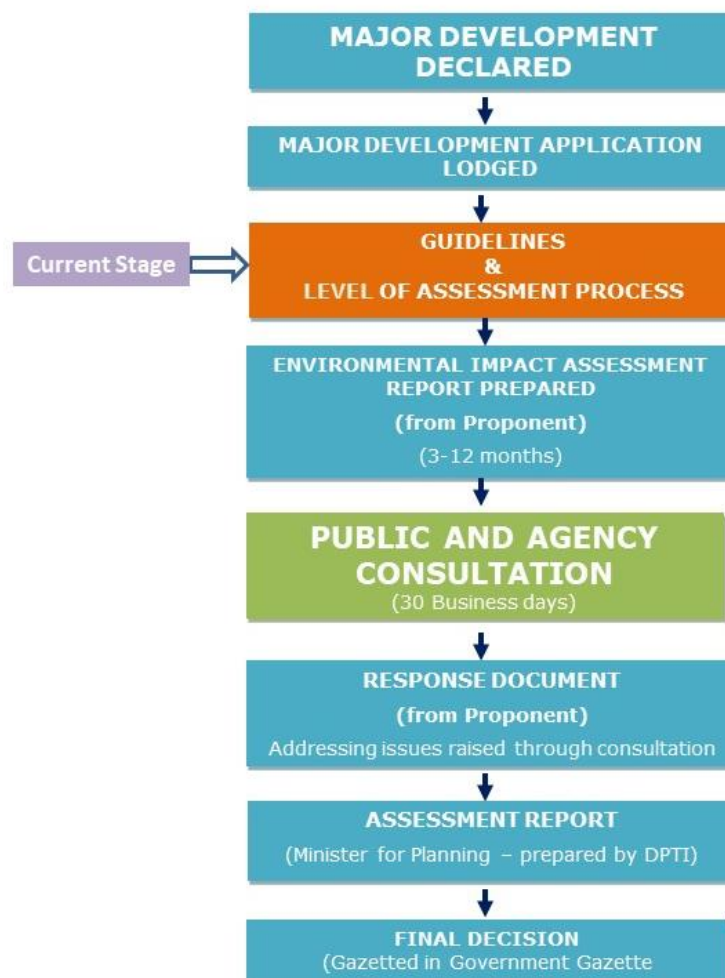 MAJOR DEVELOPMENT
DECLARED
MAJOR DEVELOPMENT APPLICATION
LODGED
Current Stage
GUIDELINES
&
LEVEL OF ASSESSMENT PROCESS
ENVIRONMENTAL IMPACT ASSESSMENT
REPORT PREPARED
(from Proponent)
(3-12 months)
PUBLIC AND AGENCY
CONSULTATION
(30 Business days)
RESPONSE DOCUMENT
(from Proponent)
Addressing issues raised through consultation
ASSESSMENT REPORT
(Minister for Planning – prepared by DPTI)
FINAL DECISION
(Gazetted in Government Gazette